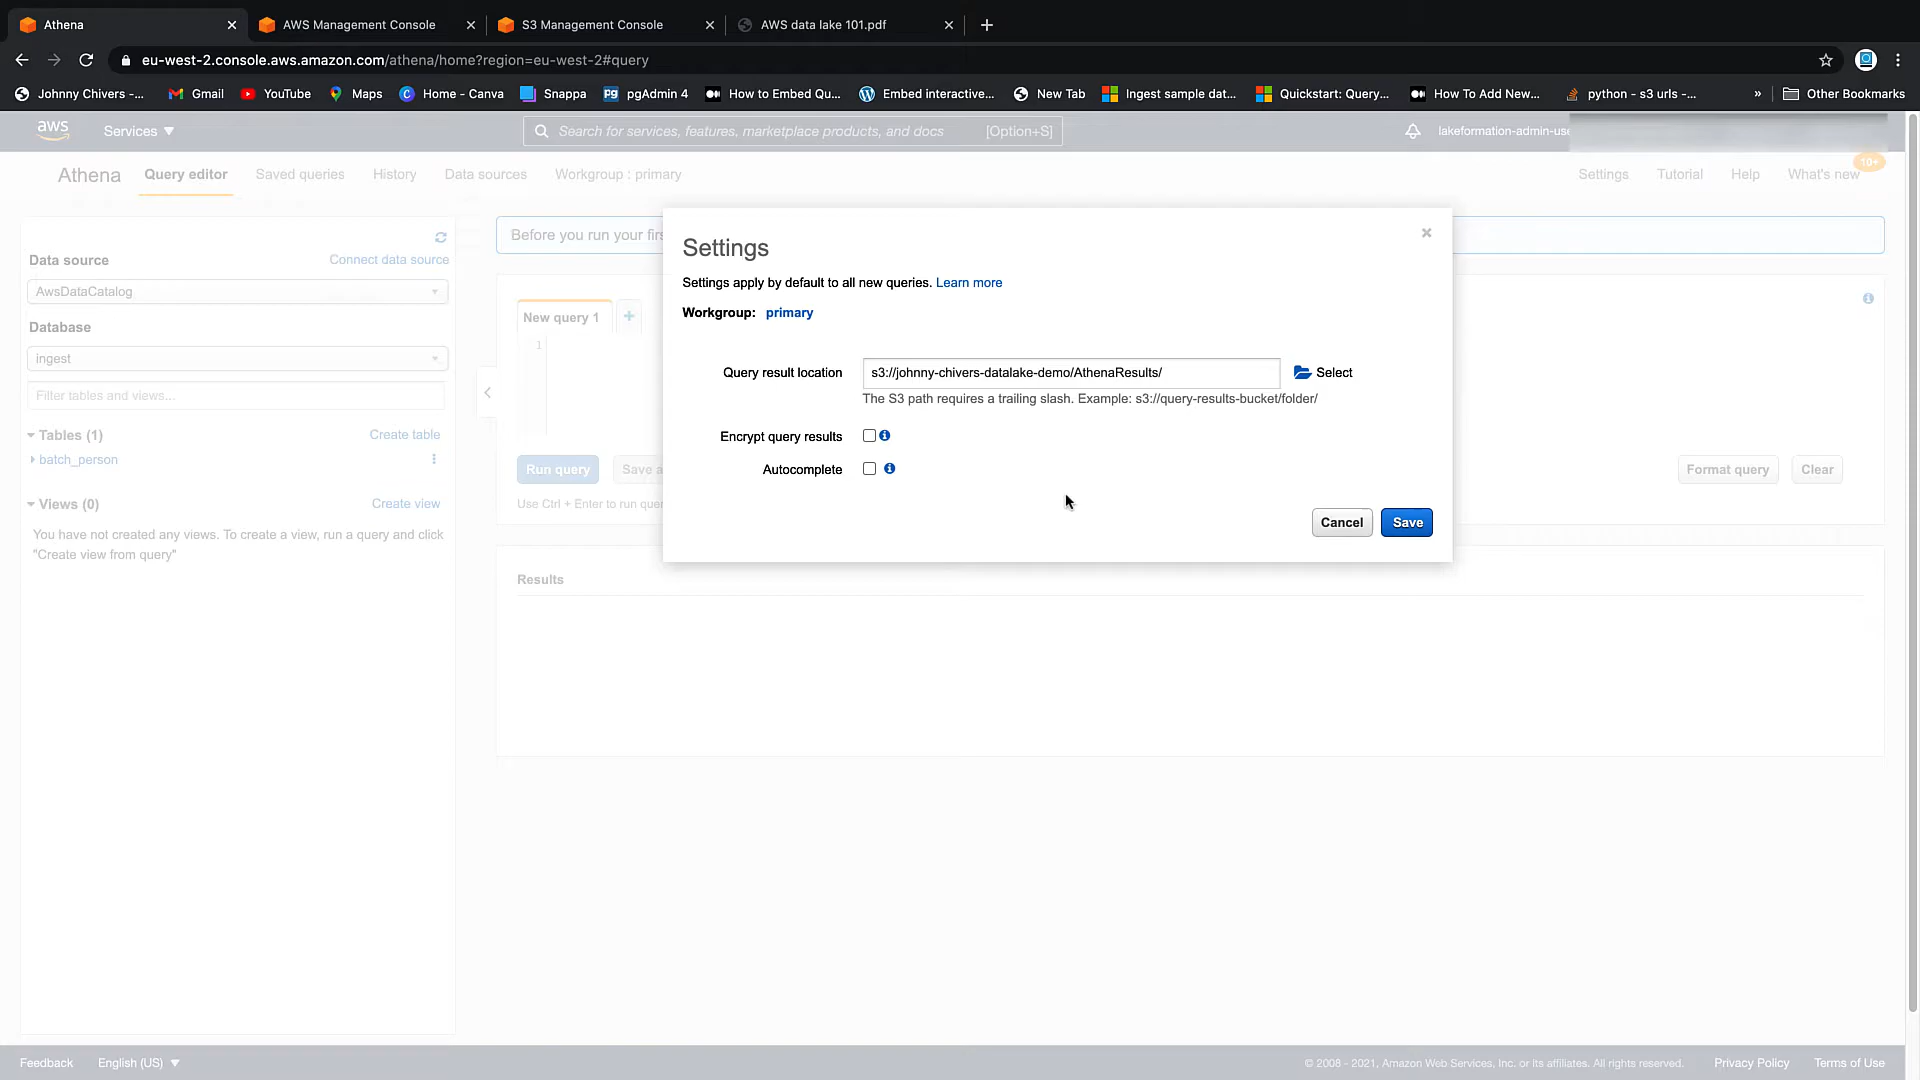 Athena
AWS Management Console
S3 Management Console
AWS data lake 101.pdf
eu-west-2.console.aws.amazon.com/athena/home?region=eu-west-2#query
Johnny Chivers -...
Gmail
YouTube
Maps
Home - Canva
Snappa
pgAdmin 4
How to Embed Qu...
Embed interactive...
New Tab
Ingest sample dat...
Quickstart: Query...
How To Add New...
python - s3 urls -...
»
Other Bookmarks
aws
Services
Search for services, features, marketplace products, and docs
[Option+S]
lakeformation-admin-use
Athena
Query editor
Saved queries
History
Data sources
Workgroup : primary
Settings
Tutorial
Help
What's new
10+
Before you run your firs
Data source
Connect data source
AwsDataCatalog
Database
ingest
Filter tables and views...
Tables (1)
Create table
batch_person
Views (0)
Create view
You have not created any views. To create a view, run a query and click
"Create view from query"
New query 1
1
Run query
Save a
Use Ctrl + Enter to run quer
Format query
Clear
Results
Settings
Settings apply by default to all new queries. Learn more
Workgroup: primary
Query result location
s3://johnny-chivers-datalake-demo/AthenaResults/
Select
The S3 path requires a trailing slash. Example: s3://query-results-bucket/folder/
Encrypt query results
Autocomplete
Cancel
Save
Feedback
English (US)
© 2008 - 2021, Amazon Web Services, Inc. or its affiliates. All rights reserved.
Privacy Policy
Terms of Use